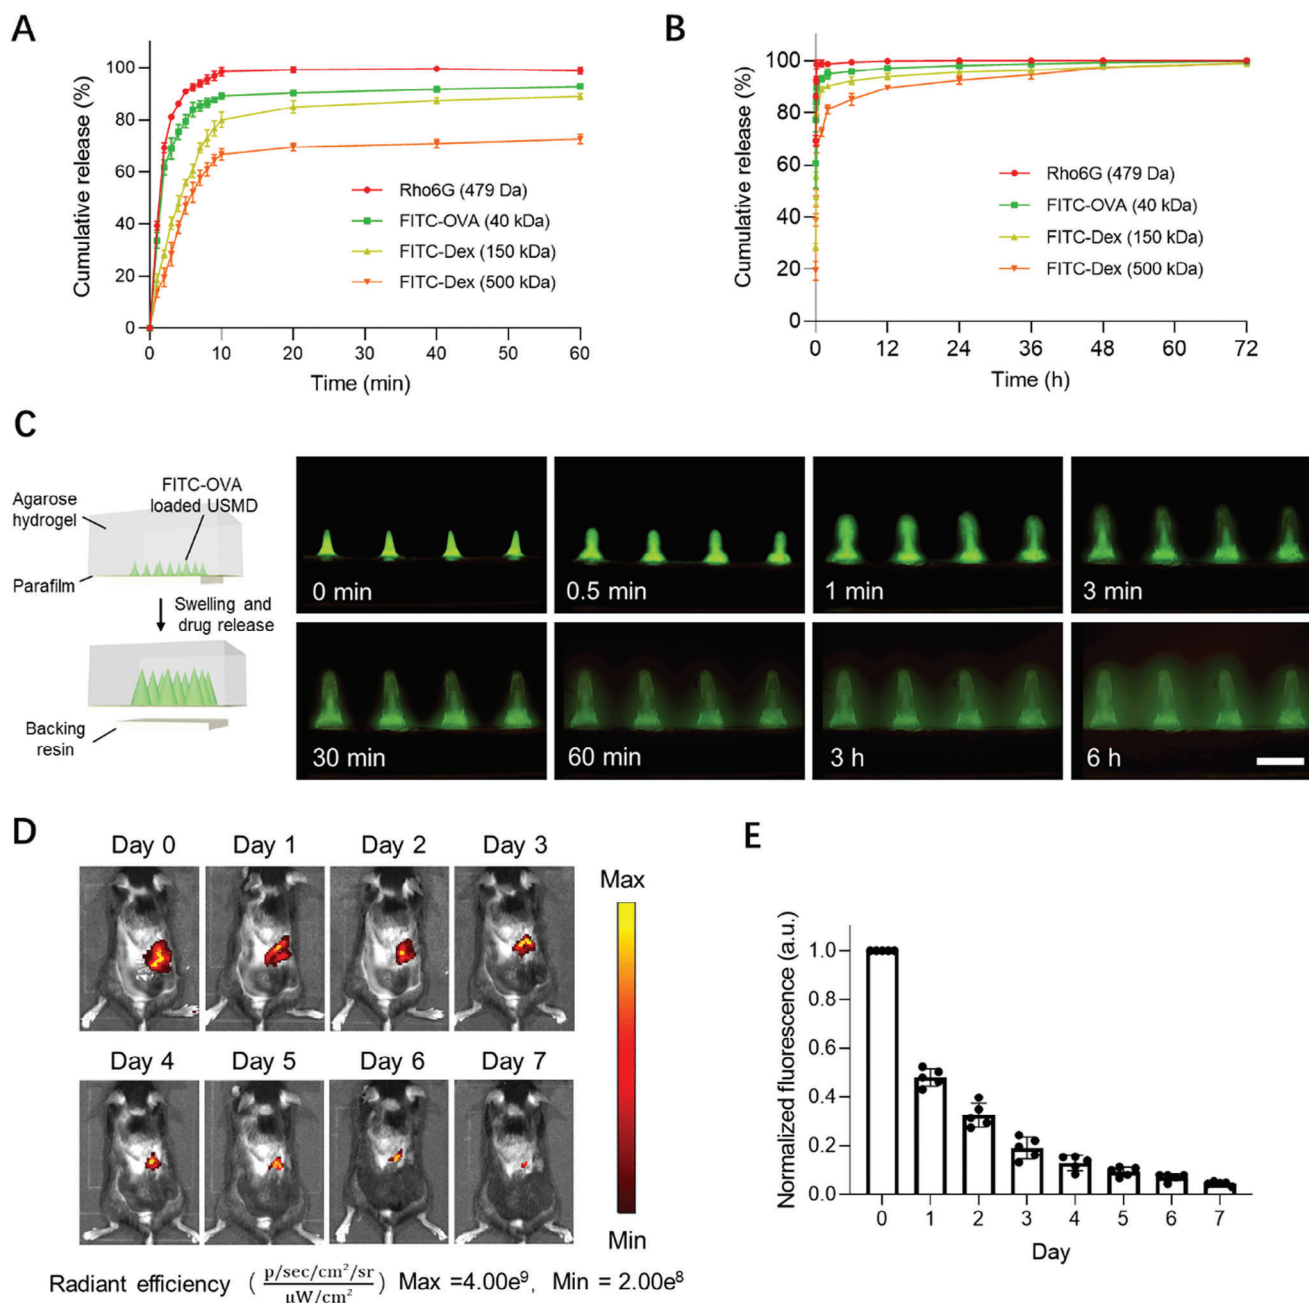 A
Cumulative release (%)
100
80
60
40
20
0
0 10 20 30 40 50 60
Time (min)
Rho6G (479 Da)
FITC-OVA (40 kDa)
FITC-Dex (150 kDa)
FITC-Dex (500 kDa)
B
Cumulative release (%)
100
80
60
40
20
0
0 12 24 36 48 60 72
Time (h)
Rho6G (479 Da)
FITC-OVA (40 kDa)
FITC-Dex (150 kDa)
FITC-Dex (500 kDa)
C
FITC-OVA
loaded USMD
Agarose
hydrogel
Parafilm
Swelling and
drug release
Backing
resin
0 min 0.5 min 1 min 3 min
30 min 60 min 3 h 6 h
D
Day 0 Day 1 Day 2 Day 3
Day 4 Day 5 Day 6 Day 7
Max
Min
Radiant efficiency ( p/sec/cm²/sr / μW/cm² ) Max =4.00e⁹, Min = 2.00e⁸
E
Normalized fluorescence (a.u.)
1.0
0.8
0.6
0.4
0.2
0.0
0 1 2 3 4 5 6 7
Day